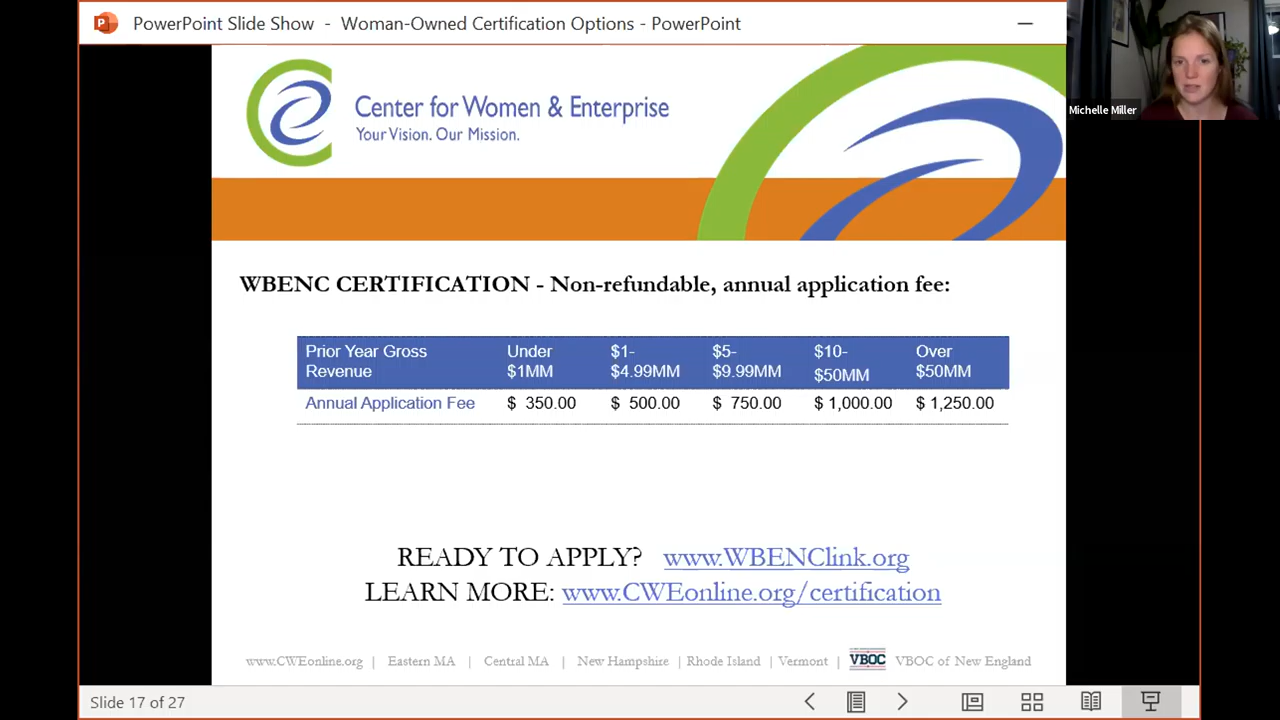 PowerPoint Slide Show - Woman-Owned Certification Options - PowerPoint
Michelle Miller
Center for Women & Enterprise
Your Vision. Our Mission.
WBENC CERTIFICATION - Non-refundable, annual application fee:
Prior Year Gross Revenue Under $1MM $1-$4.99MM $5-$9.99MM $10-$50MM Over $50MM
Annual Application Fee $ 350.00 $ 500.00 $ 750.00 $ 1,000.00 $ 1,250.00
READY TO APPLY? www.WBENClink.org
LEARN MORE: www.CWEonline.org/certification
www.CWEonline.org | Eastern MA | Central MA | New Hampshire | Rhode Island | Vermont | VBOC VBOC of New England
Slide 17 of 27